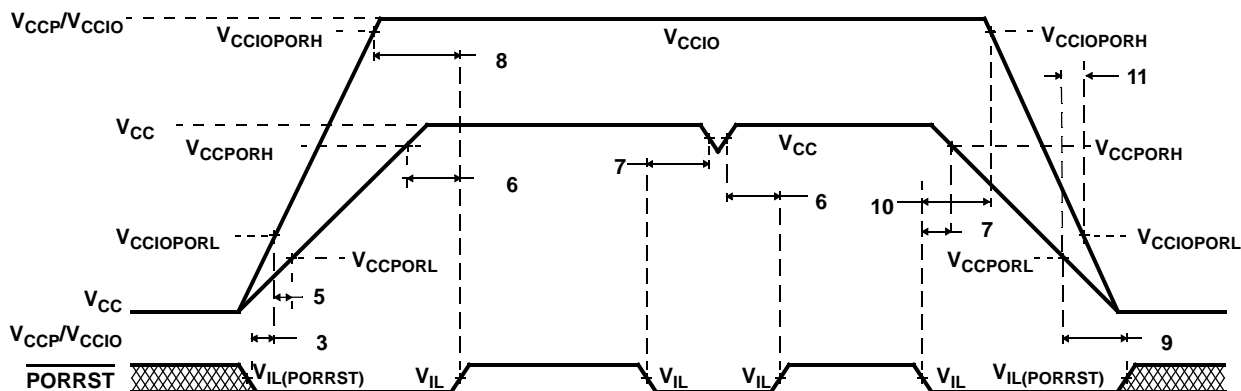 VCCP/VCCIO
VCCIOPORH
VCCIO
VCCIOPORH
8
11
VCC
VCCPORH
VCC
VCCPORH
7
6
6
10
7
VCCIOPORL
VCCPORL
VCCPORL
VCCIOPORL
VCC
5
VCCP/VCCIO
3
9
PORRST
VIL(PORRST)
VIL
VIL
VIL
VIL
VIL(PORRST)